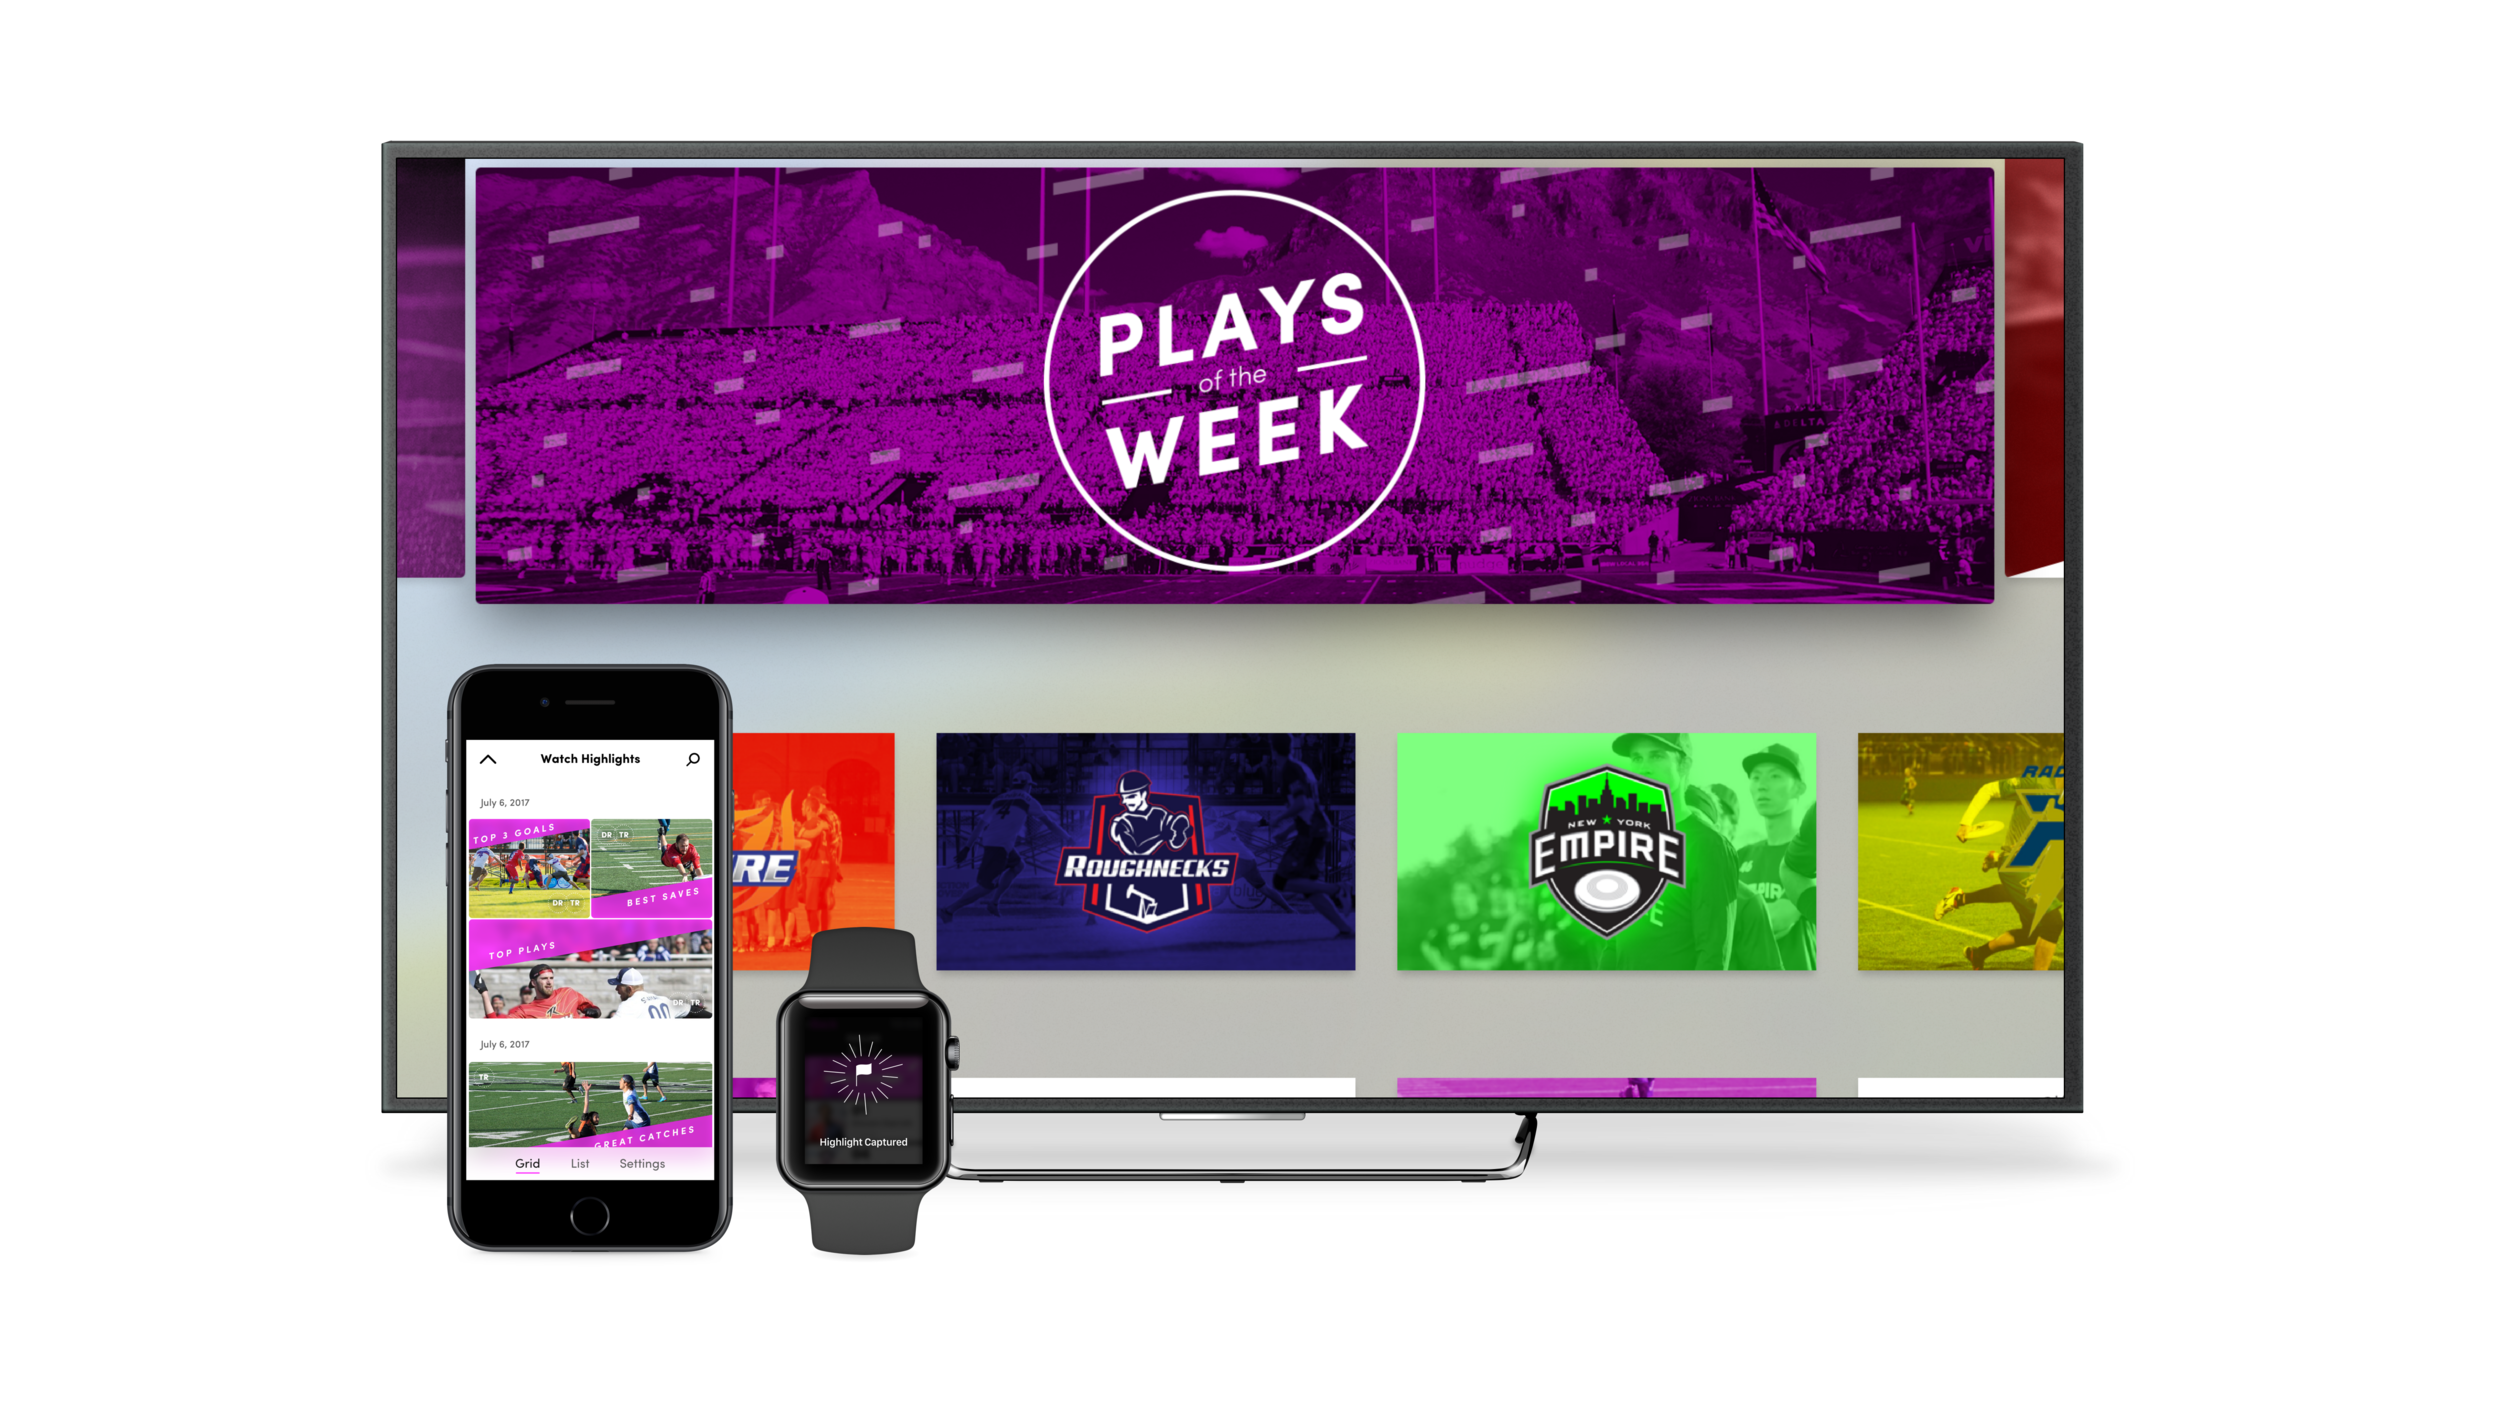 PLAYS
of the
WEEK
RE
ROUGHNECKS
NEW ★ YORK
EMPIRE
RAD
Watch Highlights
July 6, 2017
TOP 3 GOALS
DR TR
DR TR
BEST SAVES
TOP PLAYS
00
DR TR
July 6, 2017
TR
GREAT CATCHES
Grid
List
Settings
Highlight Captured